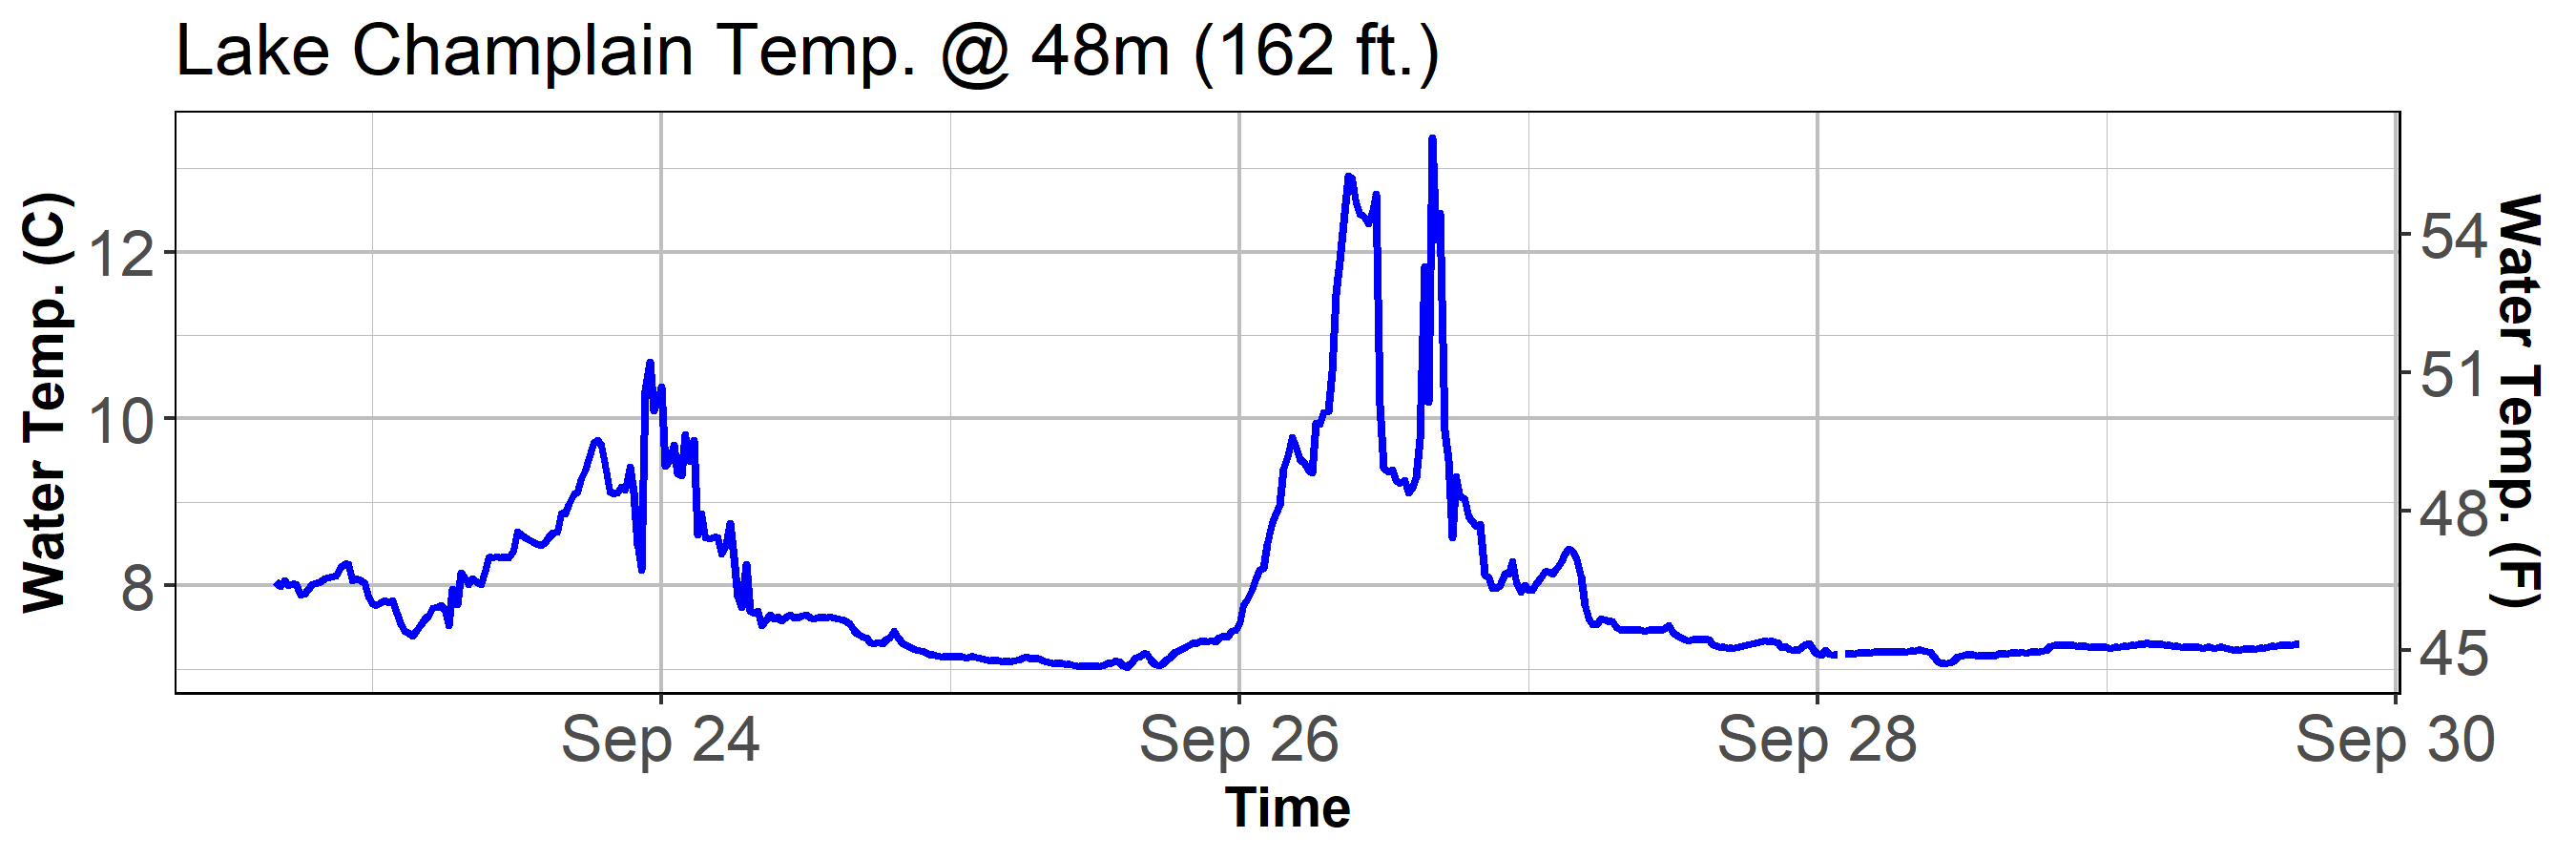 Lake Champlain Temp. @ 48m (162 ft.)
Water Temp. (C)
12
10
8
54
51
48
45
Water Temp. (F)
Sep 24
Sep 26
Sep 28
Sep 30
Time